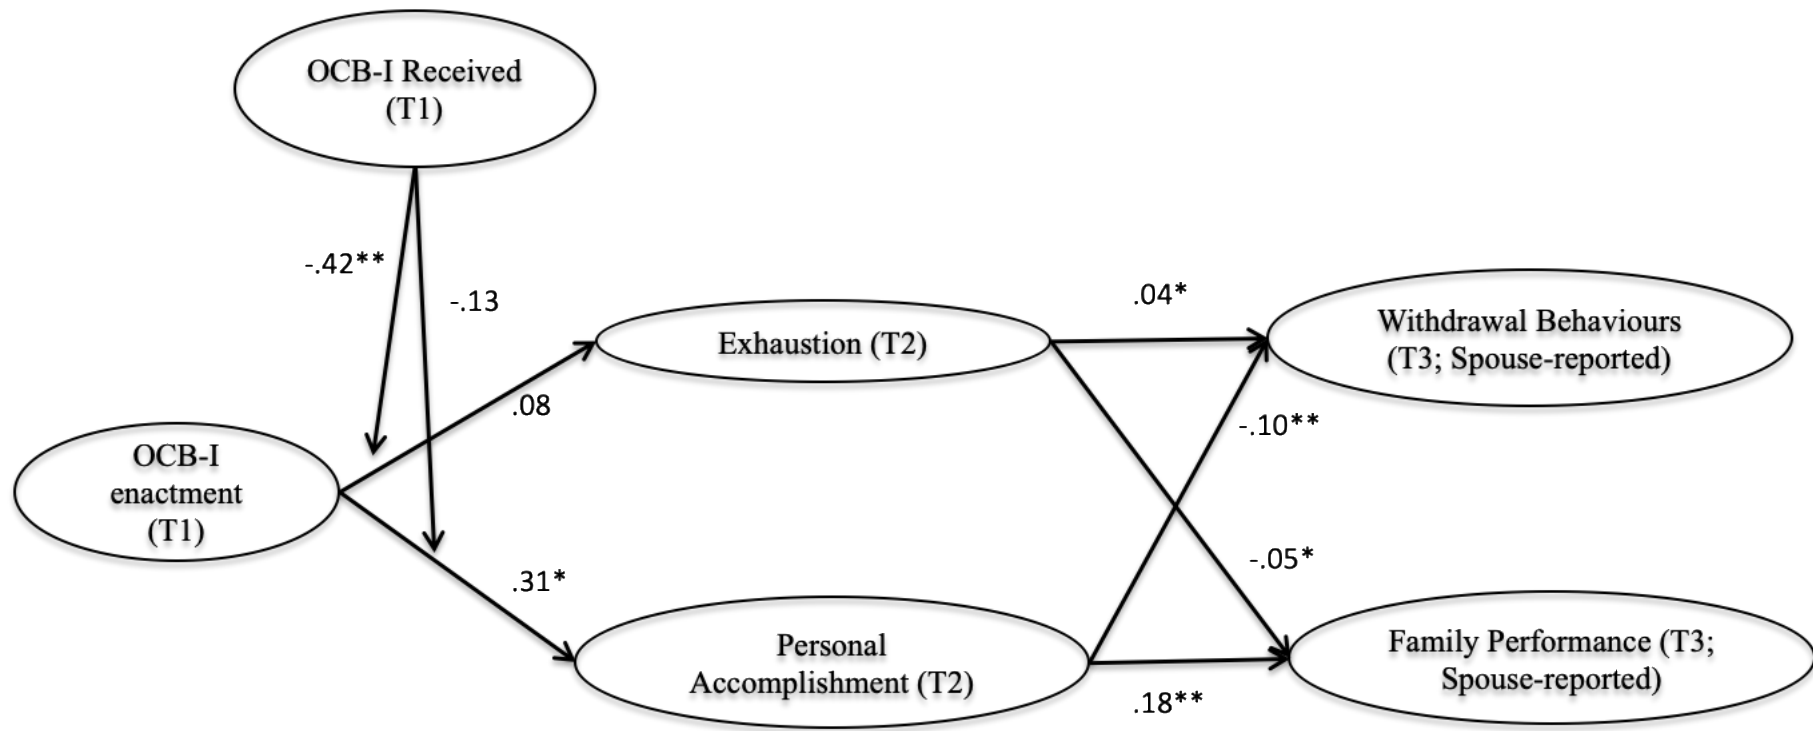 OCB-I Received
(T1)
-.42**
-.13
.04*
Withdrawal Behaviours
(T3; Spouse-reported)
Exhaustion (T2)
.08
-.10**
OCB-I
enactment
(T1)
-.05*
.31*
Personal
Accomplishment (T2)
Family Performance (T3;
Spouse-reported)
.18**